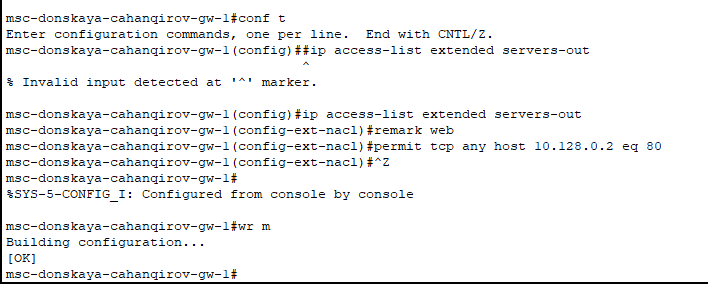 msc-donskaya-cahanqirov-gw-1#conf t
Enter configuration commands, one per line.  End with CNTL/Z.
msc-donskaya-cahanqirov-gw-1(config)##ip access-list extended servers-out
^
% Invalid input detected at '^' marker.
msc-donskaya-cahanqirov-gw-1(config)#ip access-list extended servers-out
msc-donskaya-cahanqirov-gw-1(config-ext-nacl)#remark web
msc-donskaya-cahanqirov-gw-1(config-ext-nacl)#permit tcp any host 10.128.0.2 eq 80
msc-donskaya-cahanqirov-gw-1(config-ext-nacl)#^Z
msc-donskaya-cahanqirov-gw-1#
%SYS-5-CONFIG_I: Configured from console by console
msc-donskaya-cahanqirov-gw-1#wr m
Building configuration...
[OK]
msc-donskaya-cahanqirov-gw-1#